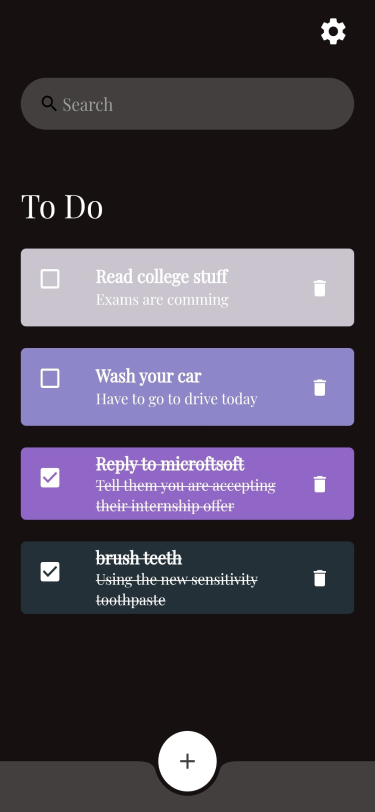 Search
To Do
Read college stuff
Exams are comming
Wash your car
Have to go to drive today
Reply to microftsoft
Tell them you are accepting
their internship offer
brush teeth
Using the new sensitivity
toothpaste